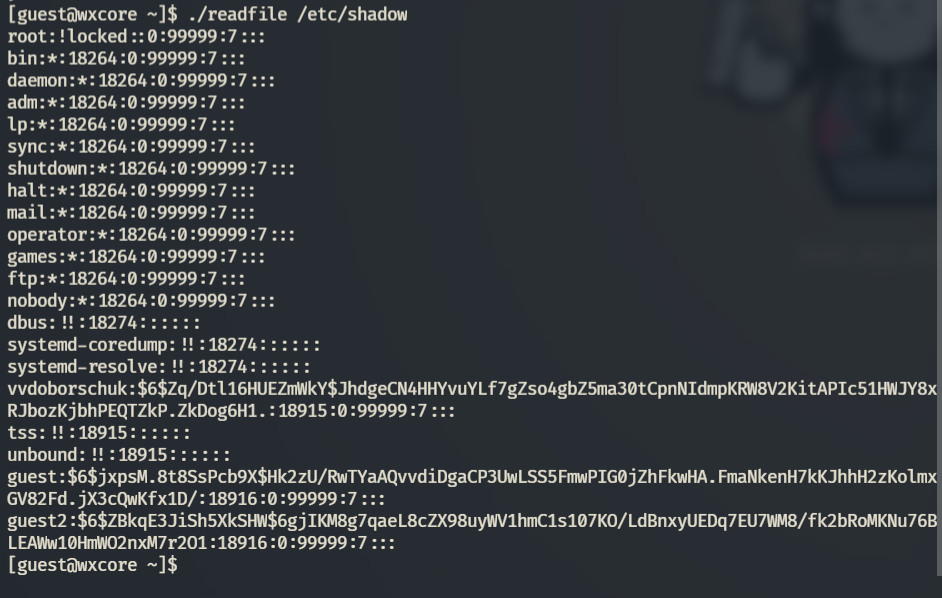 [guest@wxcore ~]$ ./readfile /etc/shadow
root:!locked::0:99999:7:::
bin:*:18264:0:99999:7:::
daemon:*:18264:0:99999:7:::
adm:*:18264:0:99999:7:::
lp:*:18264:0:99999:7:::
sync:*:18264:0:99999:7:::
shutdown:*:18264:0:99999:7:::
halt:*:18264:0:99999:7:::
mail:*:18264:0:99999:7:::
operator:*:18264:0:99999:7:::
games:*:18264:0:99999:7:::
ftp:*:18264:0:99999:7:::
nobody:*:18264:0:99999:7:::
dbus:!!:18274::::::
systemd-coredump:!!:18274::::::
systemd-resolve:!!:18274::::::
vvdoborschuk:$6$Zq/Dtl16HUEZmWkY$JhdgeCN4HHYvuYLf7gZso4gbZ5ma30tCpnNIdmpKRW8V2KitAPIc51HWJY8x
RJbozKjbhPEQTZkP.ZkDog6H1.:18915:0:99999:7:::
tss:!!:18915::::::
unbound:!!:18915::::::
guest:$6$jxpsM.8t8SsPcb9X$Hk2zU/RwTYaAQvvdiDgaCP3UwLSS5FmwPIG0jZhFkwHA.FmaNkenH7kKJhhH2zKolmx
GV82Fd.jX3cQwKfx1D/:18916:0:99999:7:::
guest2:$6$ZBkqE3JiSh5XkSHW$6gjIKM8g7qaeL8cZX98uyWV1hmC1s107KO/LdBnxyUEDq7EU7WM8/fk2bRoMKNu76B
LEAWw10HmWO2nxM7r2O1:18916:0:99999:7:::
[guest@wxcore ~]$